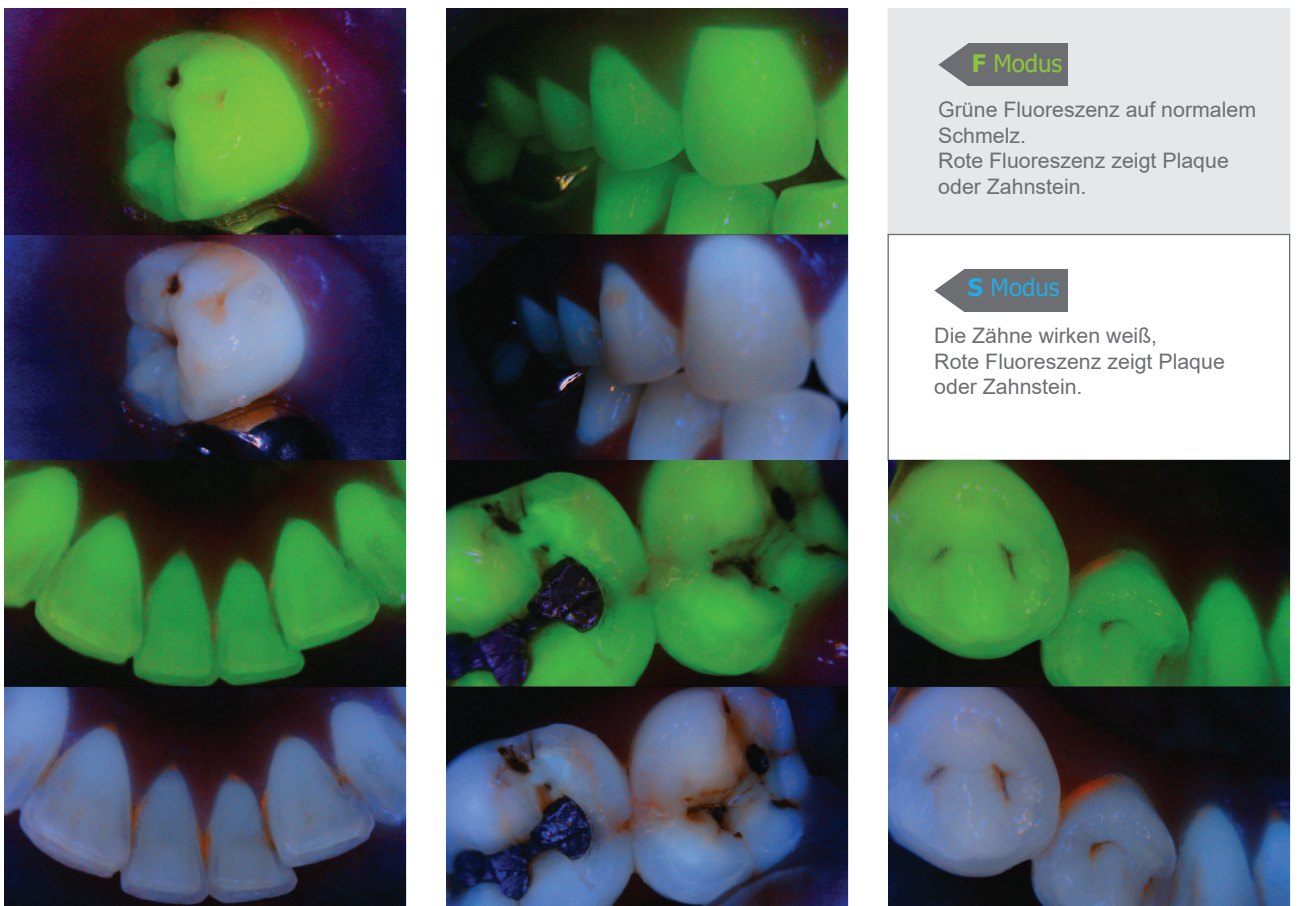 F Modus
Grüne Fluoreszenz auf normalem
Schmelz.
Rote Fluoreszenz zeigt Plaque
oder Zahnstein.
S Modus
Die Zähne wirken weiß,
Rote Fluoreszenz zeigt Plaque
oder Zahnstein.